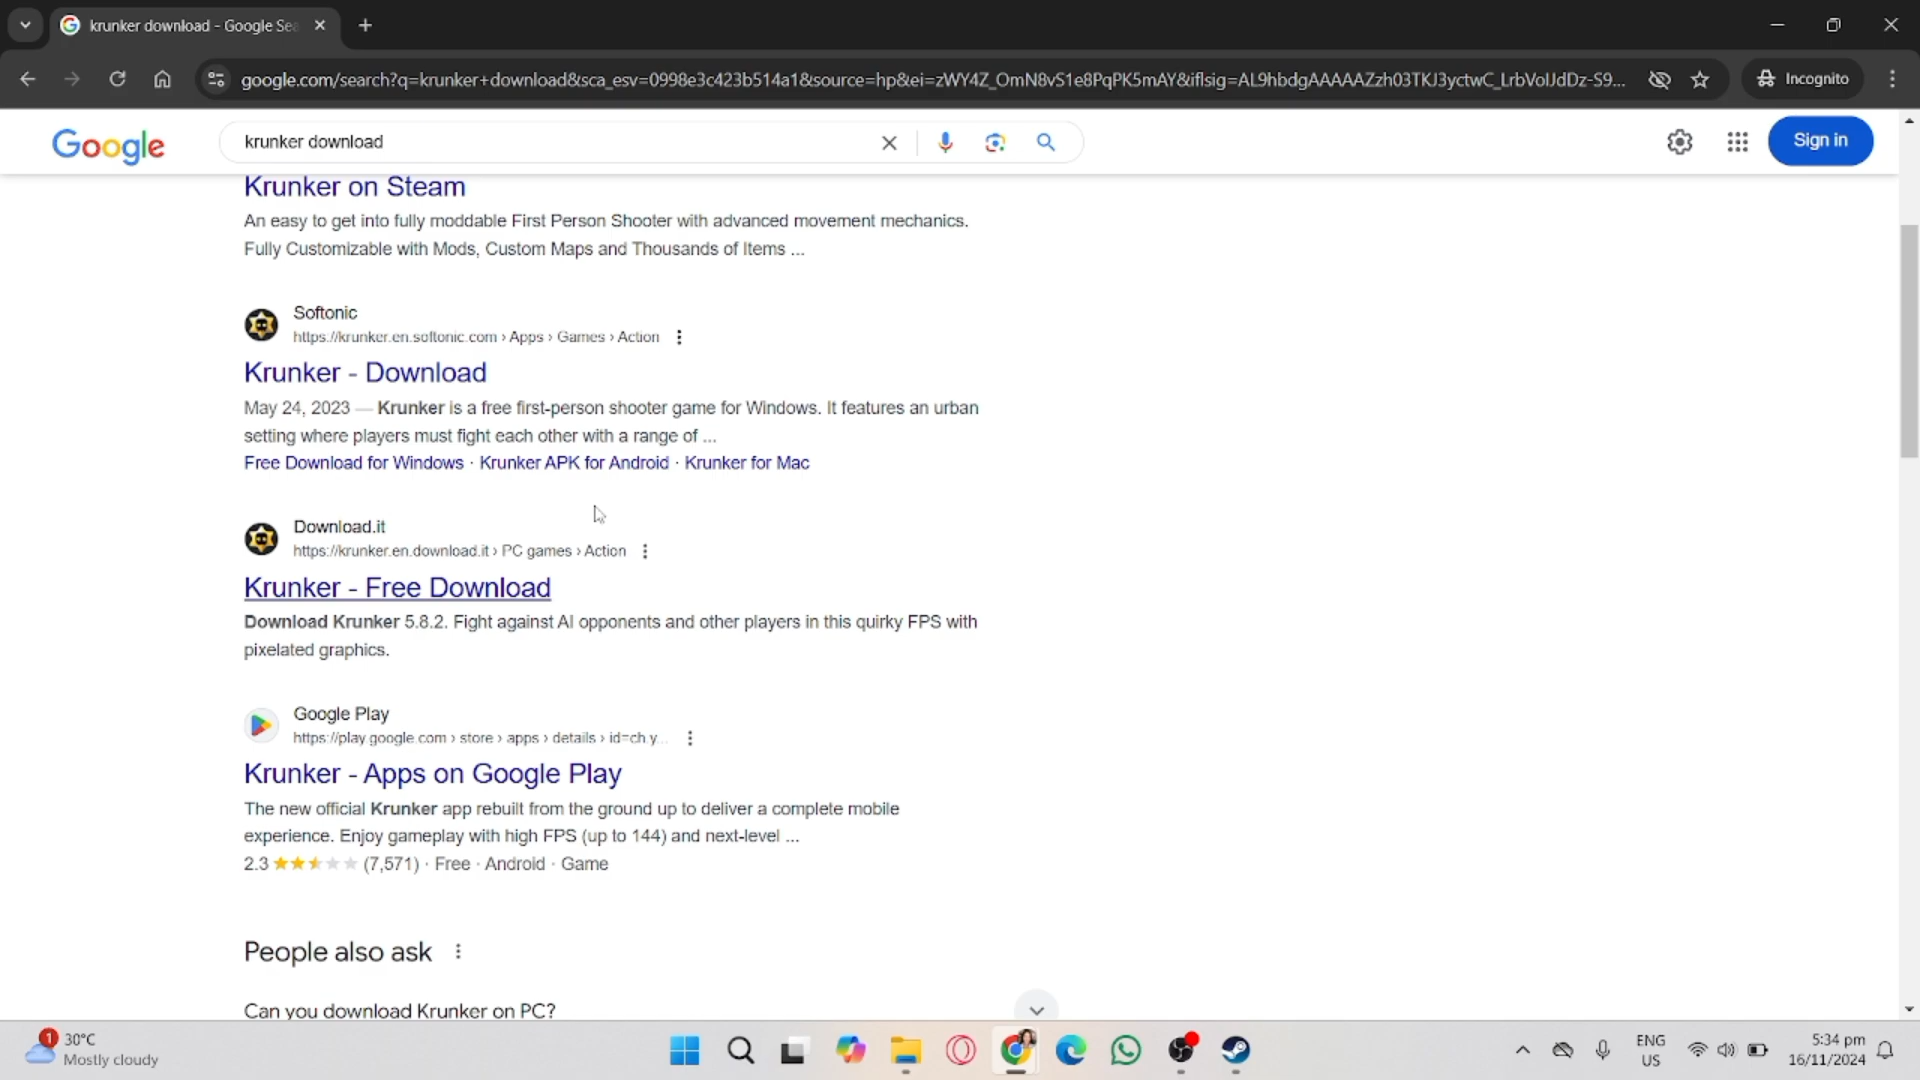 krunker download - Google Sea
google.com/search?q=krunker+download&sca_esv=0998e3c423b514a1&source=hp&ei=zWY4Z_OmN8vS1e8PqPK5mAY&iflsig=AL9hbdgAAAAAZzh03TKJ3yctwC_LrbVolJdDz-S9...
Incognito
Google
krunker download
Sign in
Krunker on Steam
An easy to get into fully moddable First Person Shooter with advanced movement mechanics.
Fully Customizable with Mods, Custom Maps and Thousands of Items ...
Softonic
https://krunker.en.softonic.com › Apps › Games › Action
Krunker - Download
May 24, 2023 — Krunker is a free first-person shooter game for Windows. It features an urban
setting where players must fight each other with a range of ...
Free Download for Windows · Krunker APK for Android · Krunker for Mac
Download.it
https://krunker.en.download.it › PC games › Action
Krunker - Free Download
Download Krunker 5.8.2. Fight against AI opponents and other players in this quirky FPS with
pixelated graphics.
Google Play
https://play.google.com › store › apps › details › id=ch.y...
Krunker - Apps on Google Play
The new official Krunker app rebuilt from the ground up to deliver a complete mobile
experience. Enjoy gameplay with high FPS (up to 144) and next-level ...
2.3 ★★★★★ (7,571) · Free · Android · Game
People also ask
Can you download Krunker on PC?
1
30°C
Mostly cloudy
ENG
US
5:34 pm
16/11/2024